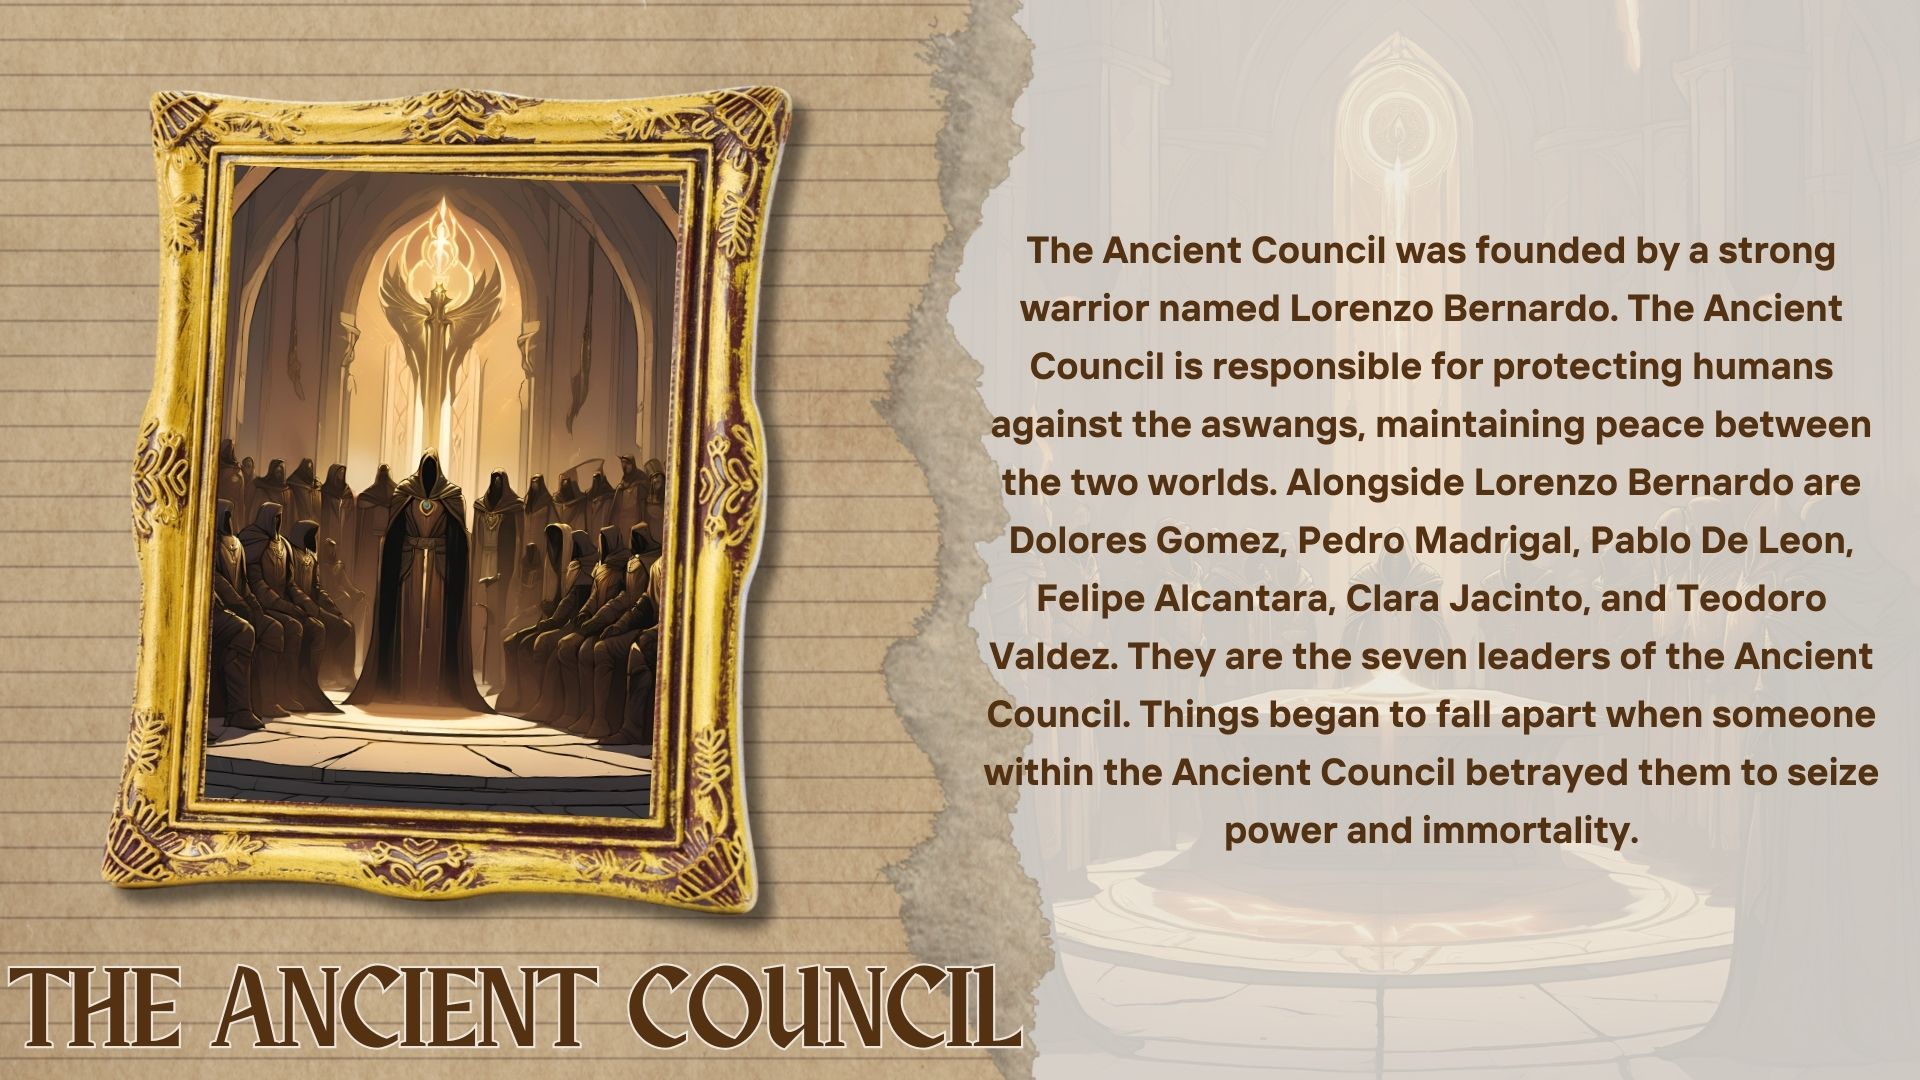 The Ancient Council was founded by a strong
warrior named Lorenzo Bernardo. The Ancient
Council is responsible for protecting humans
against the aswangs, maintaining peace between
the two worlds. Alongside Lorenzo Bernardo are
Dolores Gomez, Pedro Madrigal, Pablo De Leon,
Felipe Alcantara, Clara Jacinto, and Teodoro
Valdez. They are the seven leaders of the Ancient
Council. Things began to fall apart when someone
within the Ancient Council betrayed them to seize
power and immortality.
THE ANCIENT COUNCIL